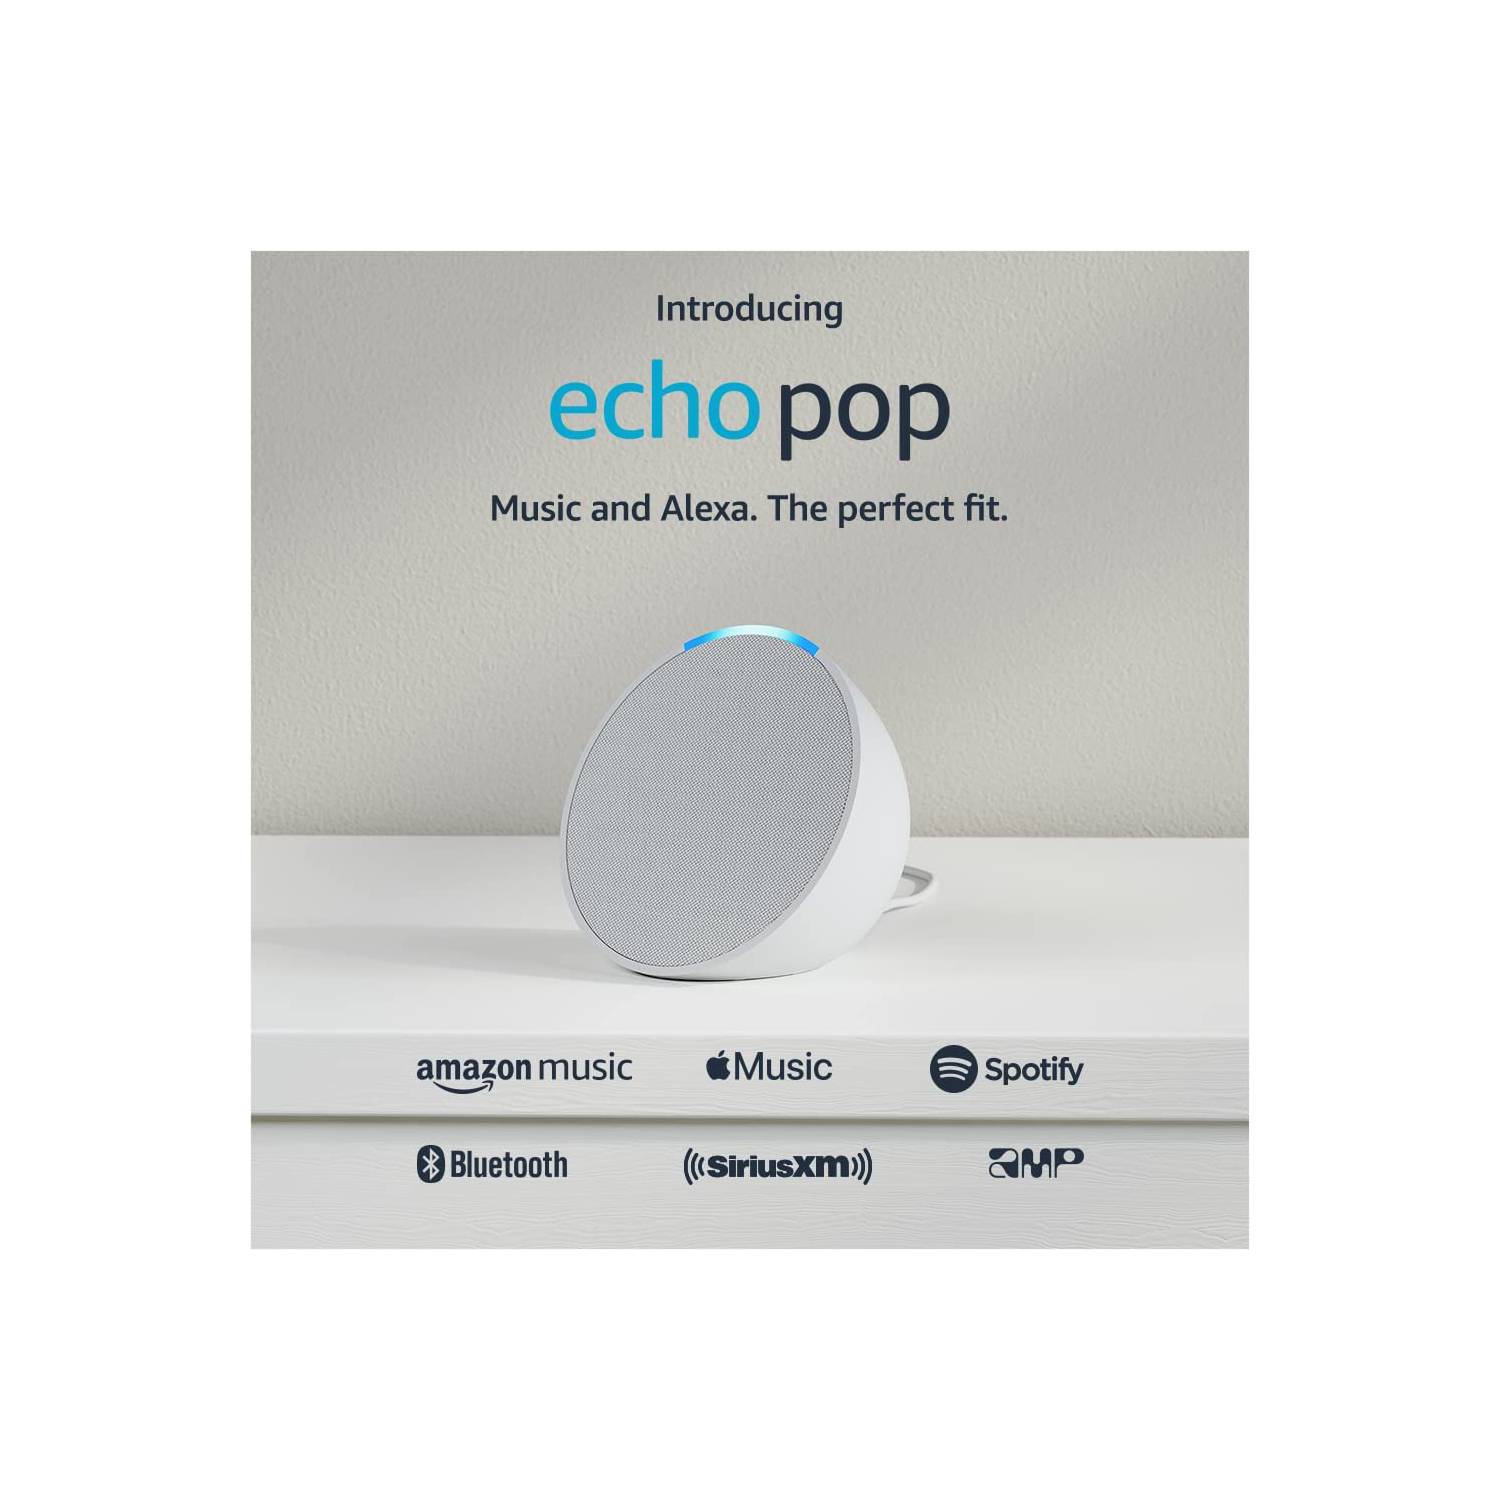 Introducing
echo pop
Music and Alexa. The perfect fit.
amazon music
Music
Spotify
Bluetooth
SiriusXM
amp